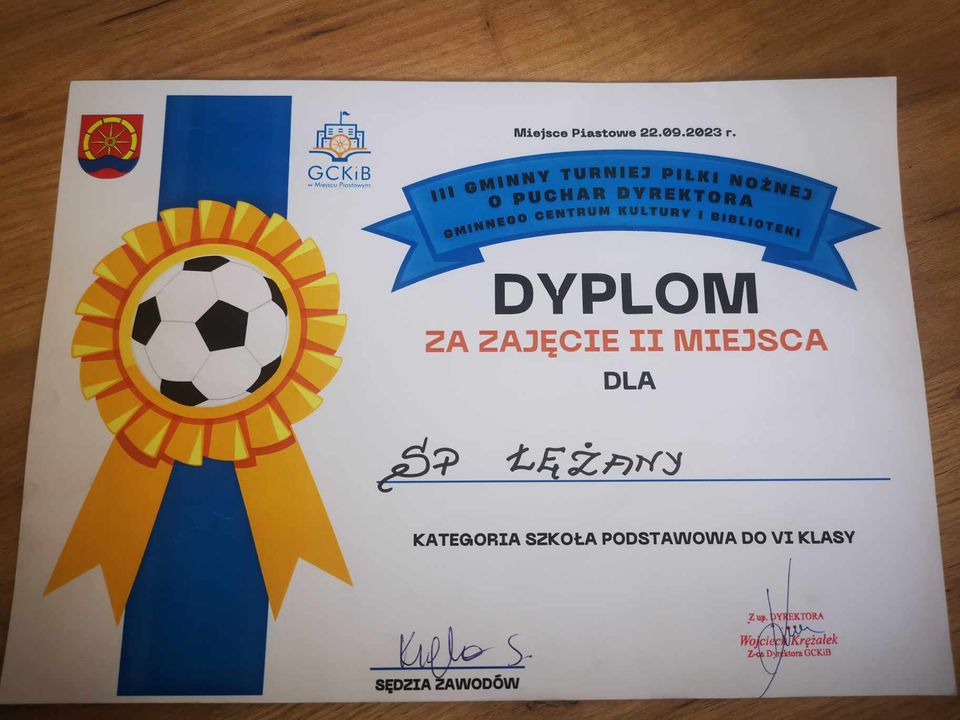 GCKiB
w Miejscu Piastowym
Miejsce Piastowe 22.09.2023 r.
III GMINNY TURNIEJ PIŁKI NOŻNEJ
O PUCHAR DYREKTORA
GMINNEGO CENTRUM KULTURY I BIBLIOTEKI
DYPLOM
ZA ZAJĘCIE II MIEJSCA
DLA
ŚP ŁĘŻANY
KATEGORIA SZKOŁA PODSTAWOWA DO VI KLASY
S.
SĘDZIA ZAWODÓW
Z up. DYREKTORA
Wojciech Krężałek
Z-ca Dyrektora GCKiB